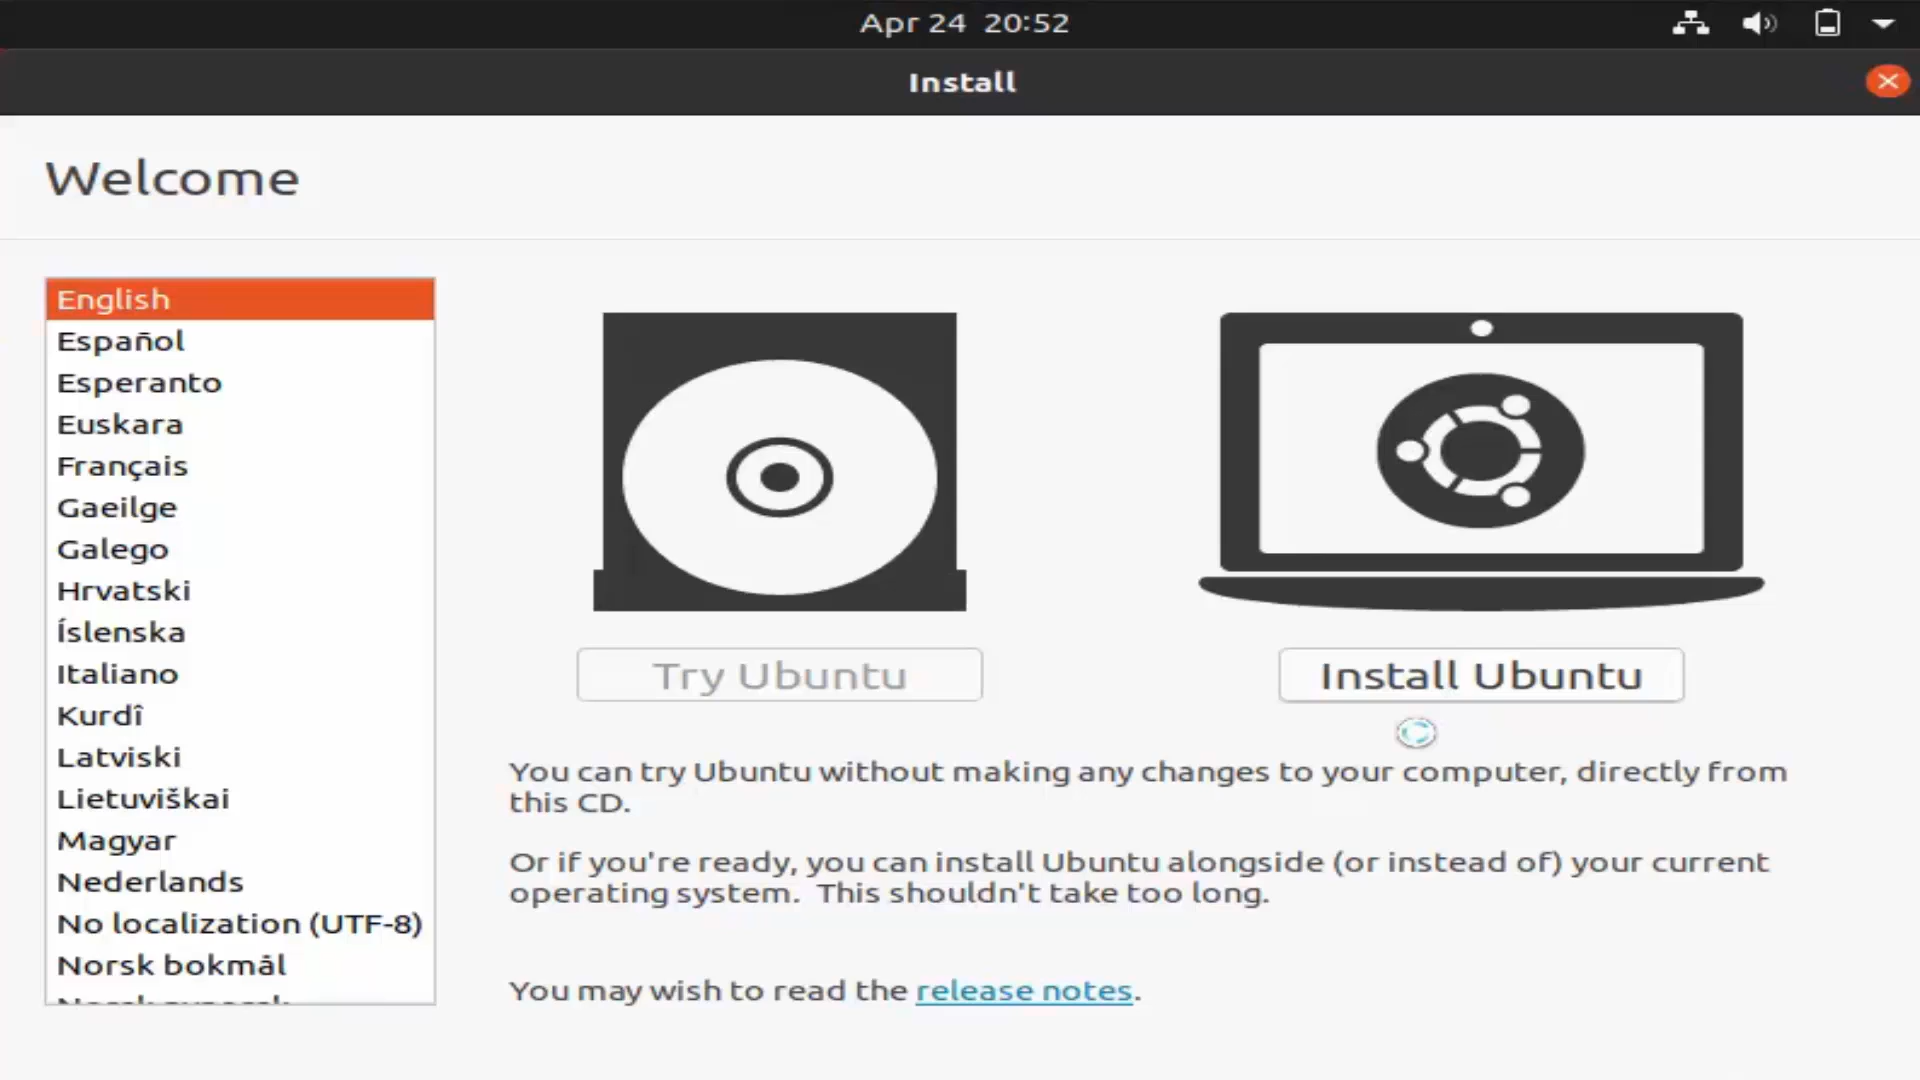 Apr 24 20:52
Install
Welcome
English
Español
Esperanto
Euskara
Français
Gaeilge
Galego
Hrvatski
Íslenska
Italiano
Kurdî
Latviski
Lietuviškai
Magyar
Nederlands
No localization (UTF-8)
Norsk bokmål
Try Ubuntu
Install Ubuntu
You can try Ubuntu without making any changes to your computer, directly from
this CD.
Or if you're ready, you can install Ubuntu alongside (or instead of) your current
operating system. This shouldn't take too long.
You may wish to read the release notes.